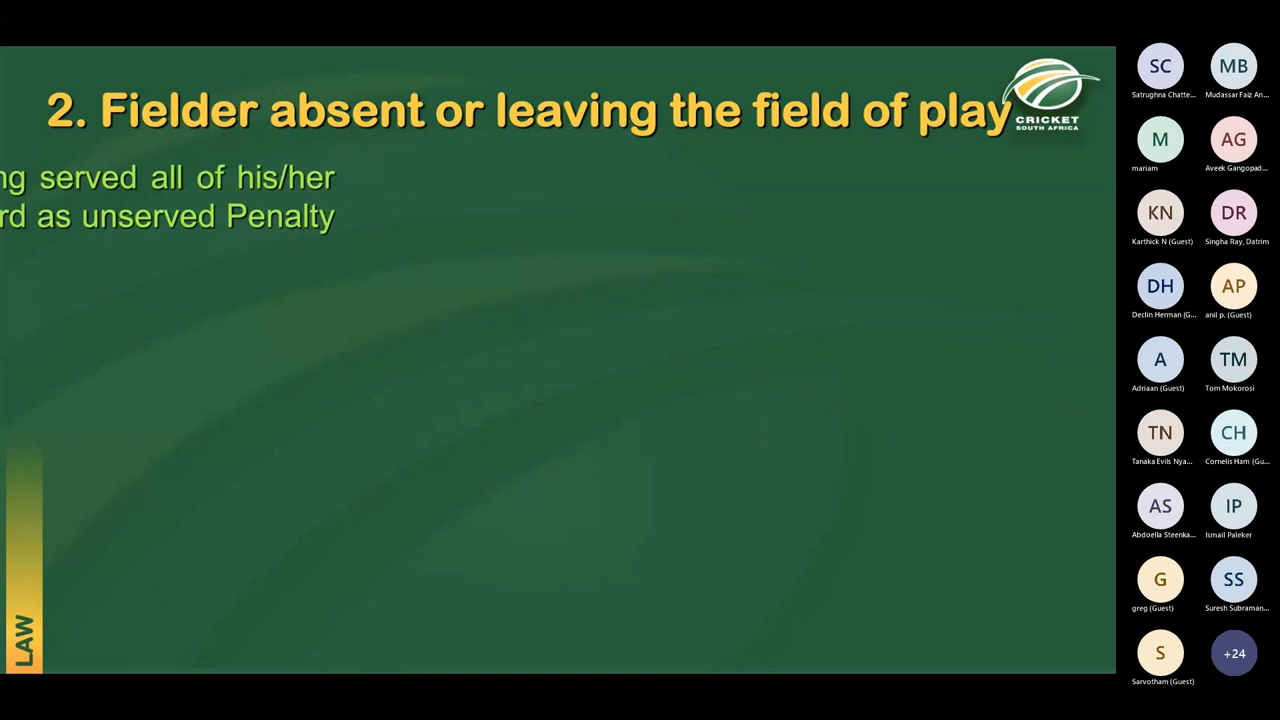 2. Fielder absent or leaving the field of play
CRICKET
SOUTH AFRICA
ng served all of his/her
rd as unserved Penalty
LAW
SC
MB
Satrughna Chatte...
Mudassar Faiz An...
M
AG
mariam
Aveek Gangopad...
KN
DR
Karthick N (Guest)
Singha Ray, Datrim
DH
AP
Declin Herman (G...
anil p. (Guest)
A
TM
Adriaan (Guest)
Tom Mokorosi
TN
CH
Tanaka Evils Nya...
Cornelis Ham (Gu...
AS
IP
Abdoella Steenka...
Ismail Paleker
G
SS
greg (Guest)
Suresh Subraman...
S
+24
Sarvotham (Guest)